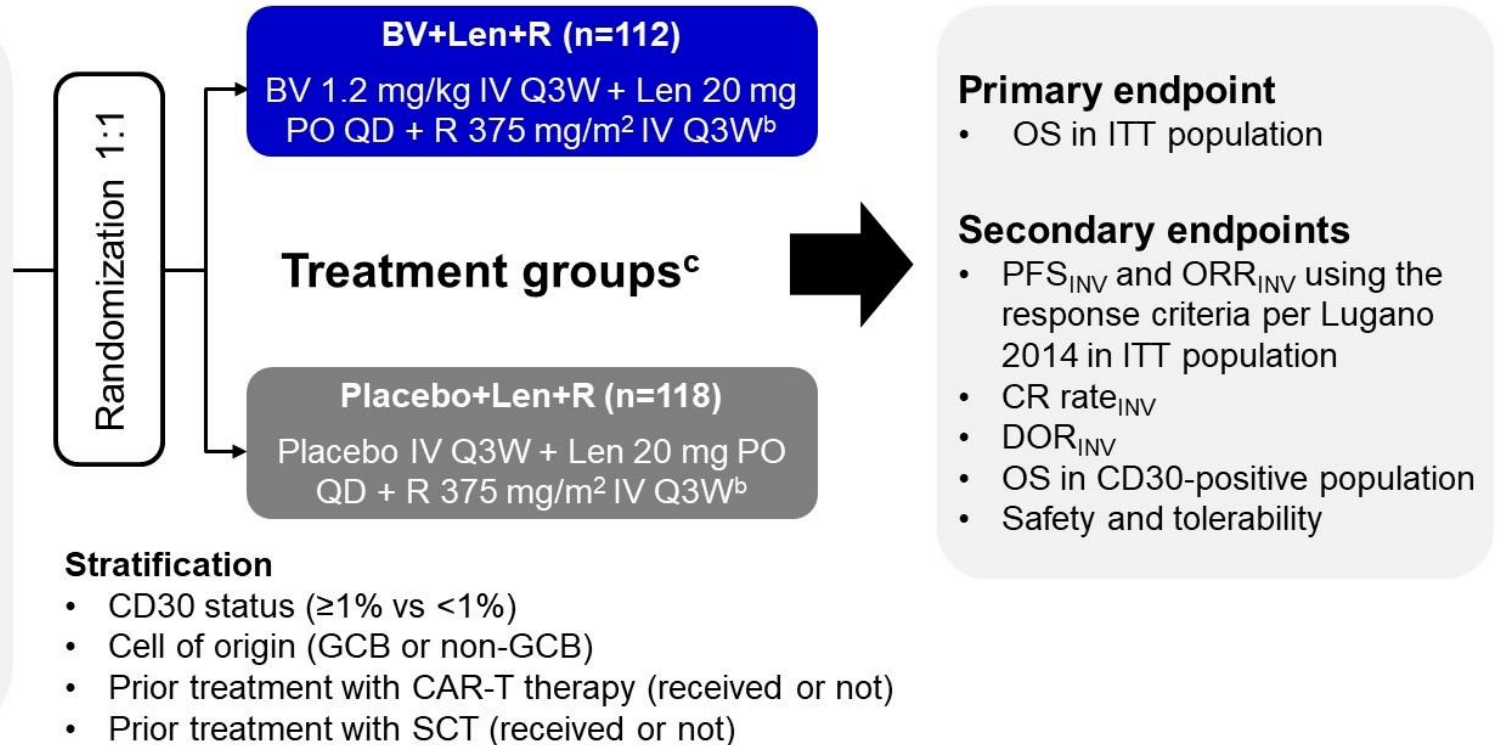 Randomization 1:1
BV+Len+R (n=112)
BV 1.2 mg/kg IV Q3W + Len 20 mg
PO QD + R 375 mg/m² IV Q3Wᵇ
Treatment groupsᶜ
Placebo+Len+R (n=118)
Placebo IV Q3W + Len 20 mg PO
QD + R 375 mg/m² IV Q3Wᵇ
Stratification
• CD30 status (≥1% vs <1%)
• Cell of origin (GCB or non-GCB)
• Prior treatment with CAR-T therapy (received or not)
• Prior treatment with SCT (received or not)
Primary endpoint
• OS in ITT population
Secondary endpoints
• PFSINV and ORRINV using the
response criteria per Lugano
2014 in ITT population
• CR rateINV
• DORINV
• OS in CD30-positive population
• Safety and tolerability